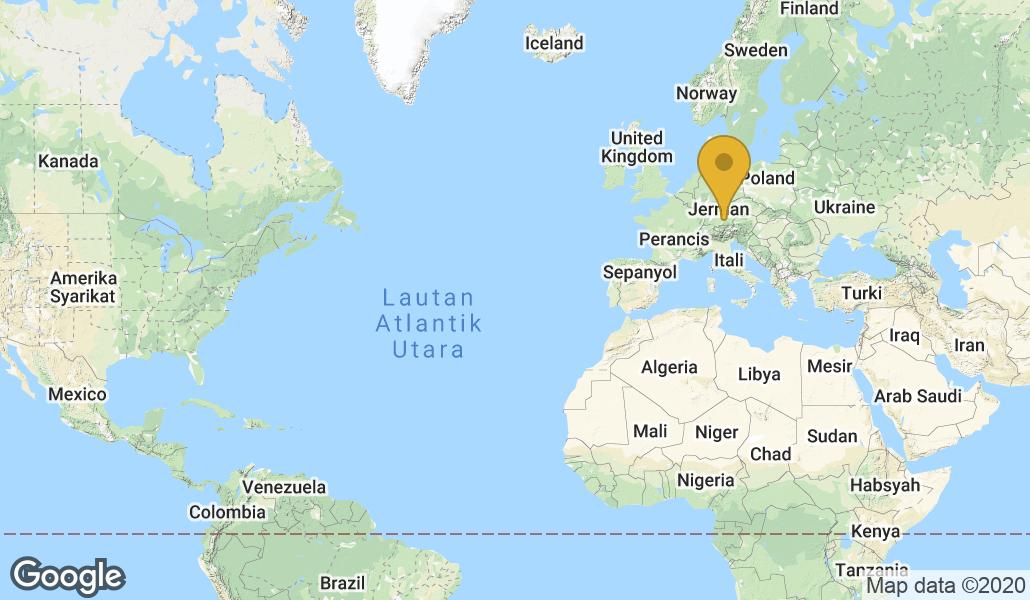 Finland
Iceland
Sweden
Norway
United
Kingdom
Kanada
Poland
Jerman
Ukraine
Perancis
Itali
Sepanyol
Amerika
Syarikat
Turki
Lautan
Atlantik
Utara
Iraq
Iran
Algeria
Libya
Mesir
Mexico
Arab Saudi
Mali
Niger
Sudan
Chad
Nigeria
Habsyah
Venezuela
Colombia
Kenya
Tanzania
Brazil
Google
Map data ©2020